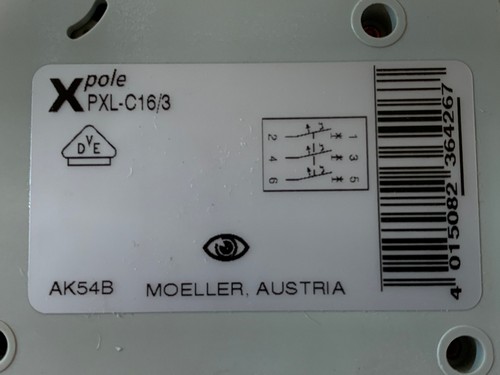 Xpole
PXL-C16/3
DVE
2 1
4 3
6 5
4 015082 364267
AK54B MOELLER, AUSTRIA